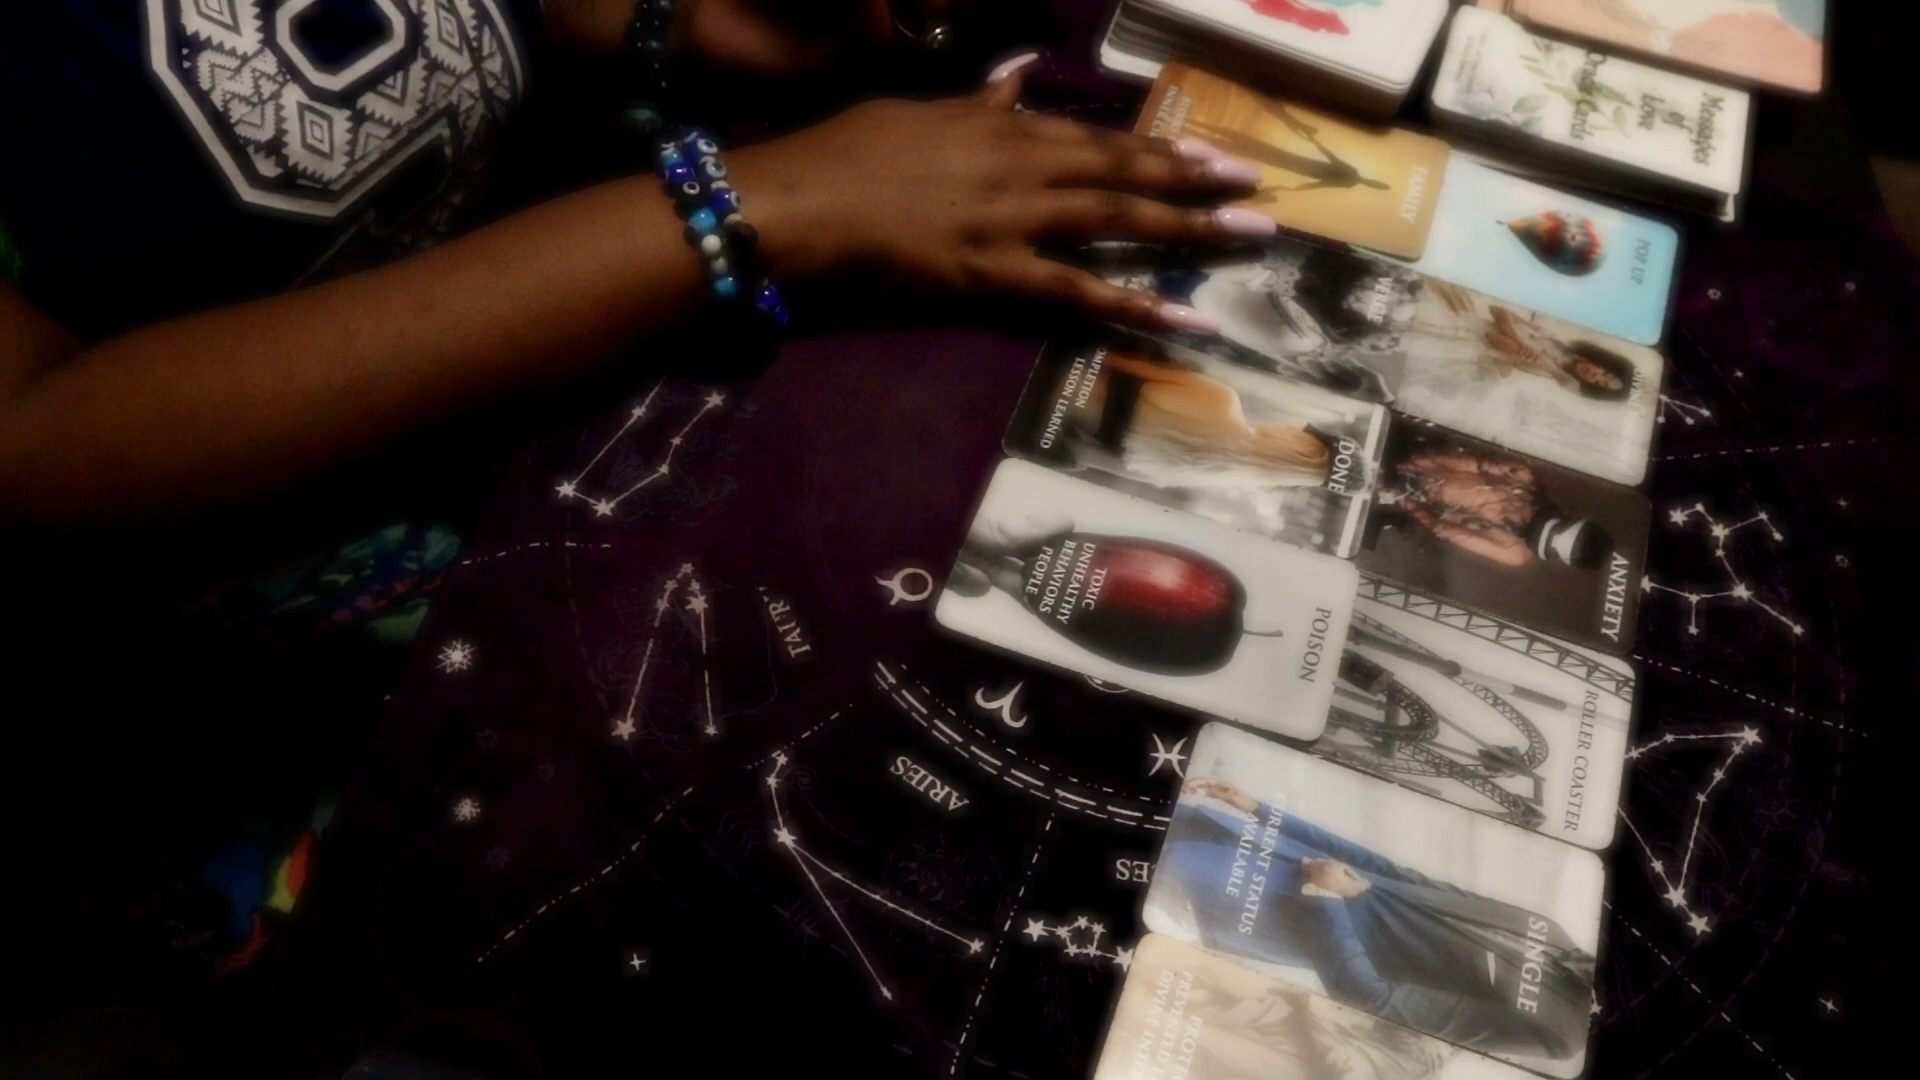 Messages
of
Love
Oracle Cards
FAMILY
POP UP
DONE
COMPLETION
LESSON LEARNED
ANXIETY
POISON
TOXIC
UNHEALTHY
BEHAVIORS
PEOPLE
ROLLER COASTER
SINGLE
CURRENT STATUS
AVAILABLE
ARIES